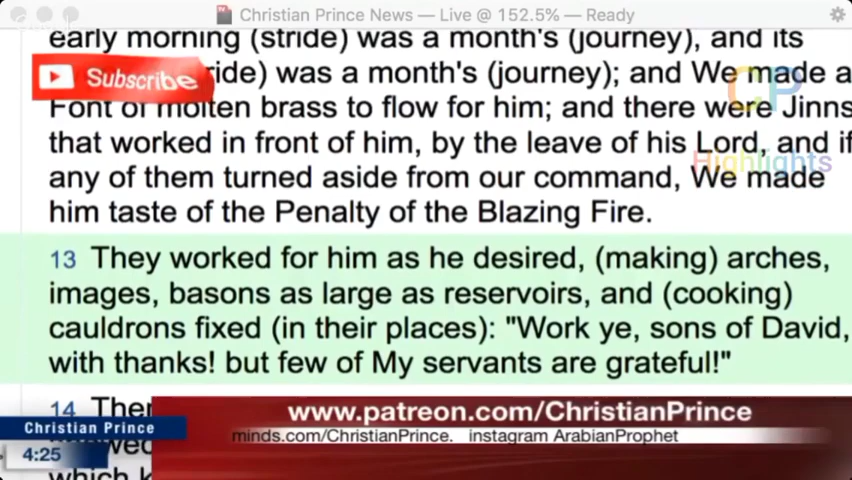 Christian Prince News — Live @ 152.5% — Ready
early morning (stride) was a month's (journey), and its
Subscribe
ride) was a month's (journey); and We made a
CP
Font of molten brass to flow for him; and there were Jinns
that worked in front of him, by the leave of his Lord, and if
Highlights
any of them turned aside from our command, We made
him taste of the Penalty of the Blazing Fire.
13 They worked for him as he desired, (making) arches,
images, basons as large as reservoirs, and (cooking)
cauldrons fixed (in their places): "Work ye, sons of David,
with thanks! but few of My servants are grateful!"
14 Then
www.patreon.com/ChristianPrince
Christian Prince
minds.com/ChristianPrince. instagram ArabianProphet
4:25
which k